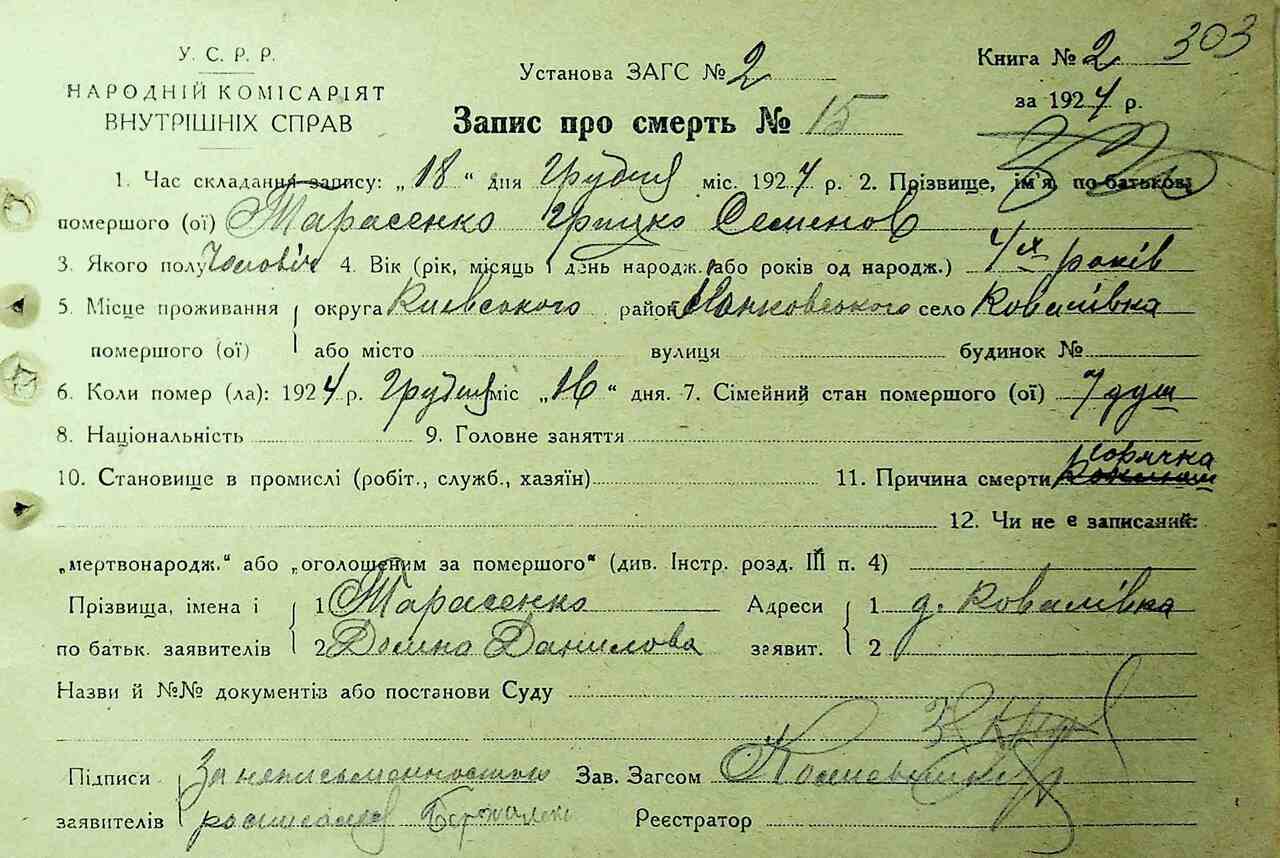 303
У. С. Р. Р.
НАРОДНІЙ КОМІСАРІЯТ
ВНУТРІШНІХ СПРАВ
Установа ЗАГС № 2
Книга № 2
за 1924 р.
Запис про смерть № 15
1. Час складання запису: „18“ дня Грудня міс. 1924 р. 2. Прізвище, ім'я, по-батькові
помершого (ої) Тарасенко Грицко Семенов
3. Якого полу Чоловіч 4. Вік (рік, місяць і день народж. або років од народж.) 4х років
5. Місце проживання округа Киевського район село Ковалівка
помершого (ої) або місто вулиця будинок №
6. Коли помер (ла): 1924 р. Грудня міс „16“ дня. 7. Сімейний стан помершого (ої) 7 душ
8. Національність 9. Головне заняття
10. Становище в промислі (робіт., служб., хазяїн) 11. Причина смерти горячка
12. Чи не є записаний:
„мертвонародж.“ або „оголошеним за помершого“ (див. Інстр. розд. III п. 4)
Прізвища, імена і 1 Тарасенко Адреси 1 д. Ковалівка
по батьк. заявителів 2 Данилова заявит. 2
Назви й №№ документів або постанови Суду
Підписи За неписьменностью Зав. Загсом
заявителів росписался Реєстратор